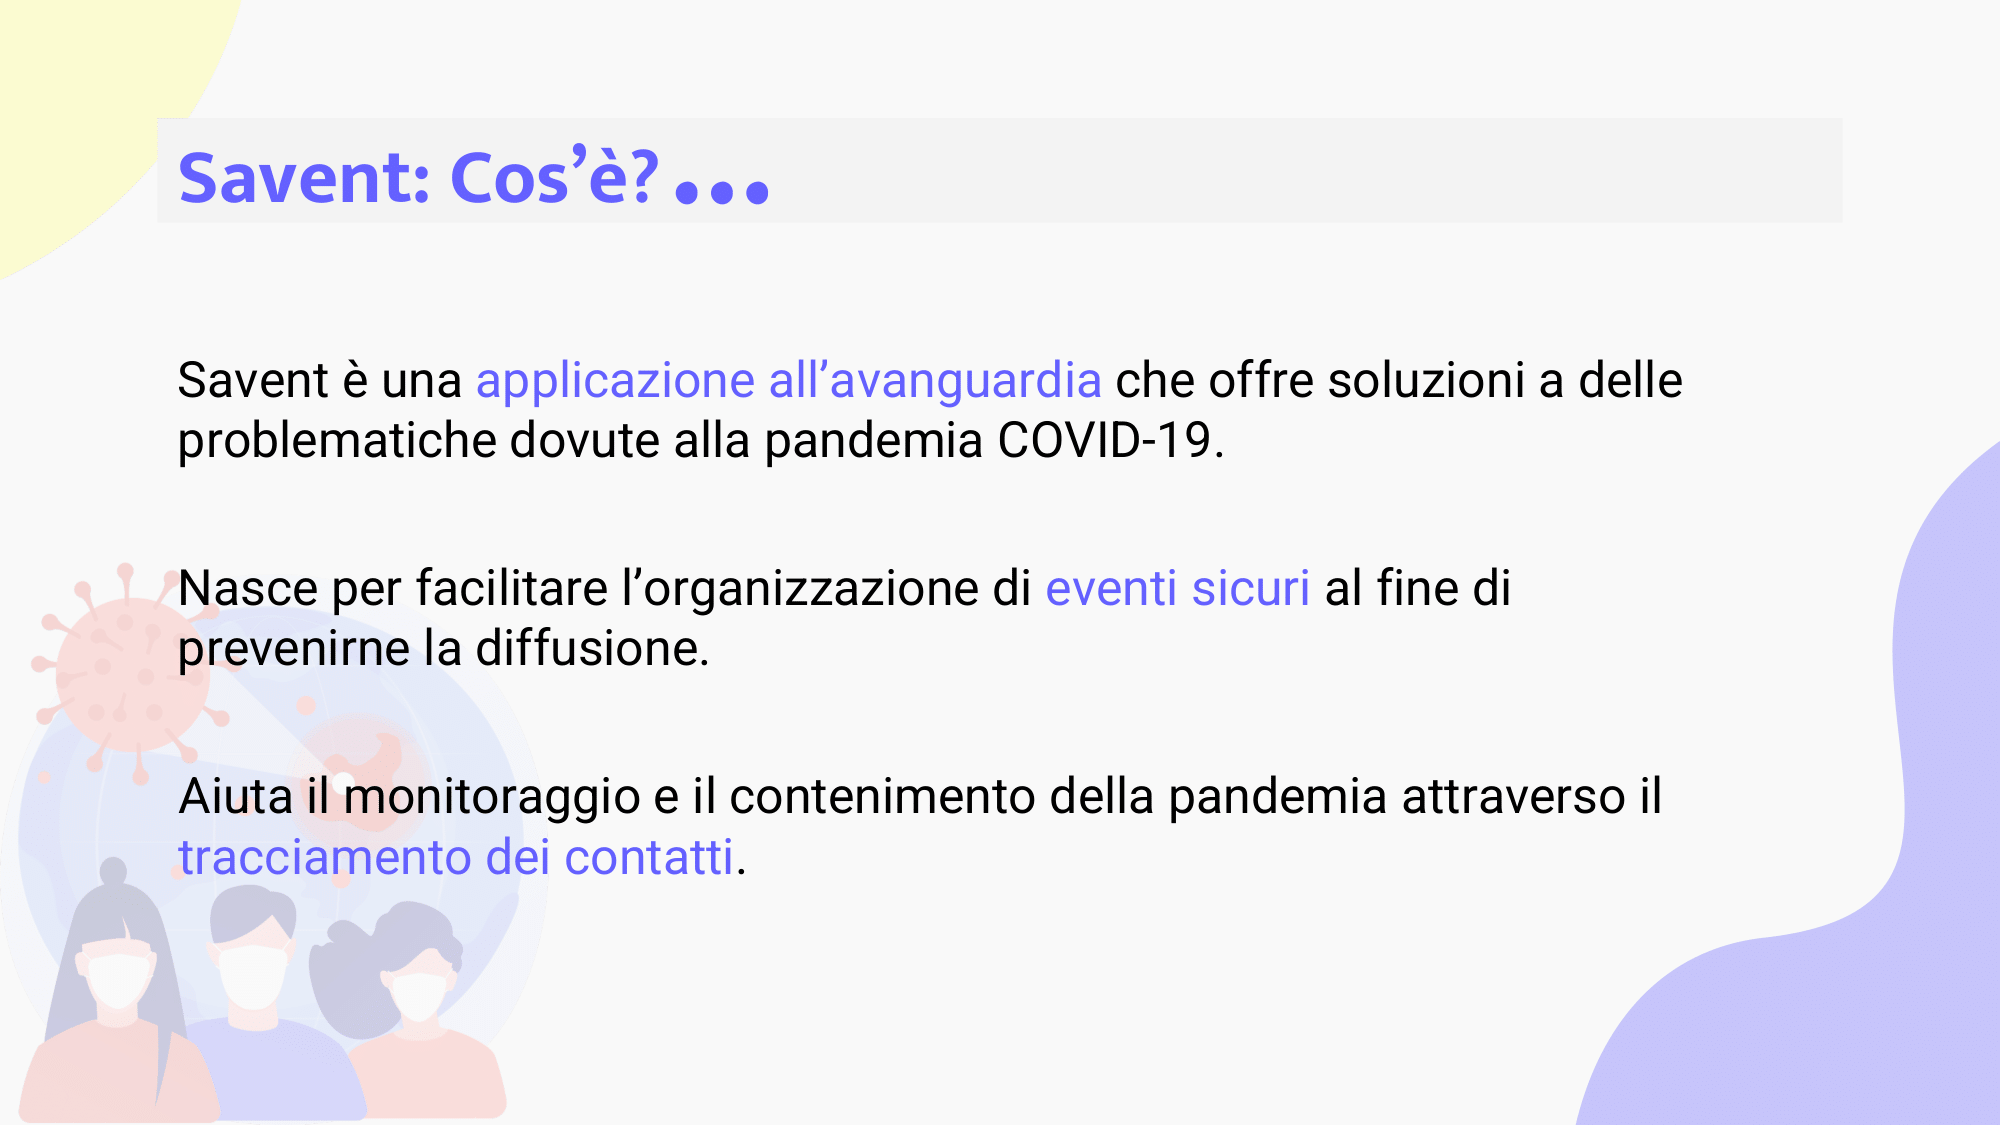 Savent: Cos’è?...
Savent è una applicazione all’avanguardia che offre soluzioni a delle
problematiche dovute alla pandemia COVID-19.
Nasce per facilitare l’organizzazione di eventi sicuri al fine di
prevenirne la diffusione.
Aiuta il monitoraggio e il contenimento della pandemia attraverso il
tracciamento dei contatti.